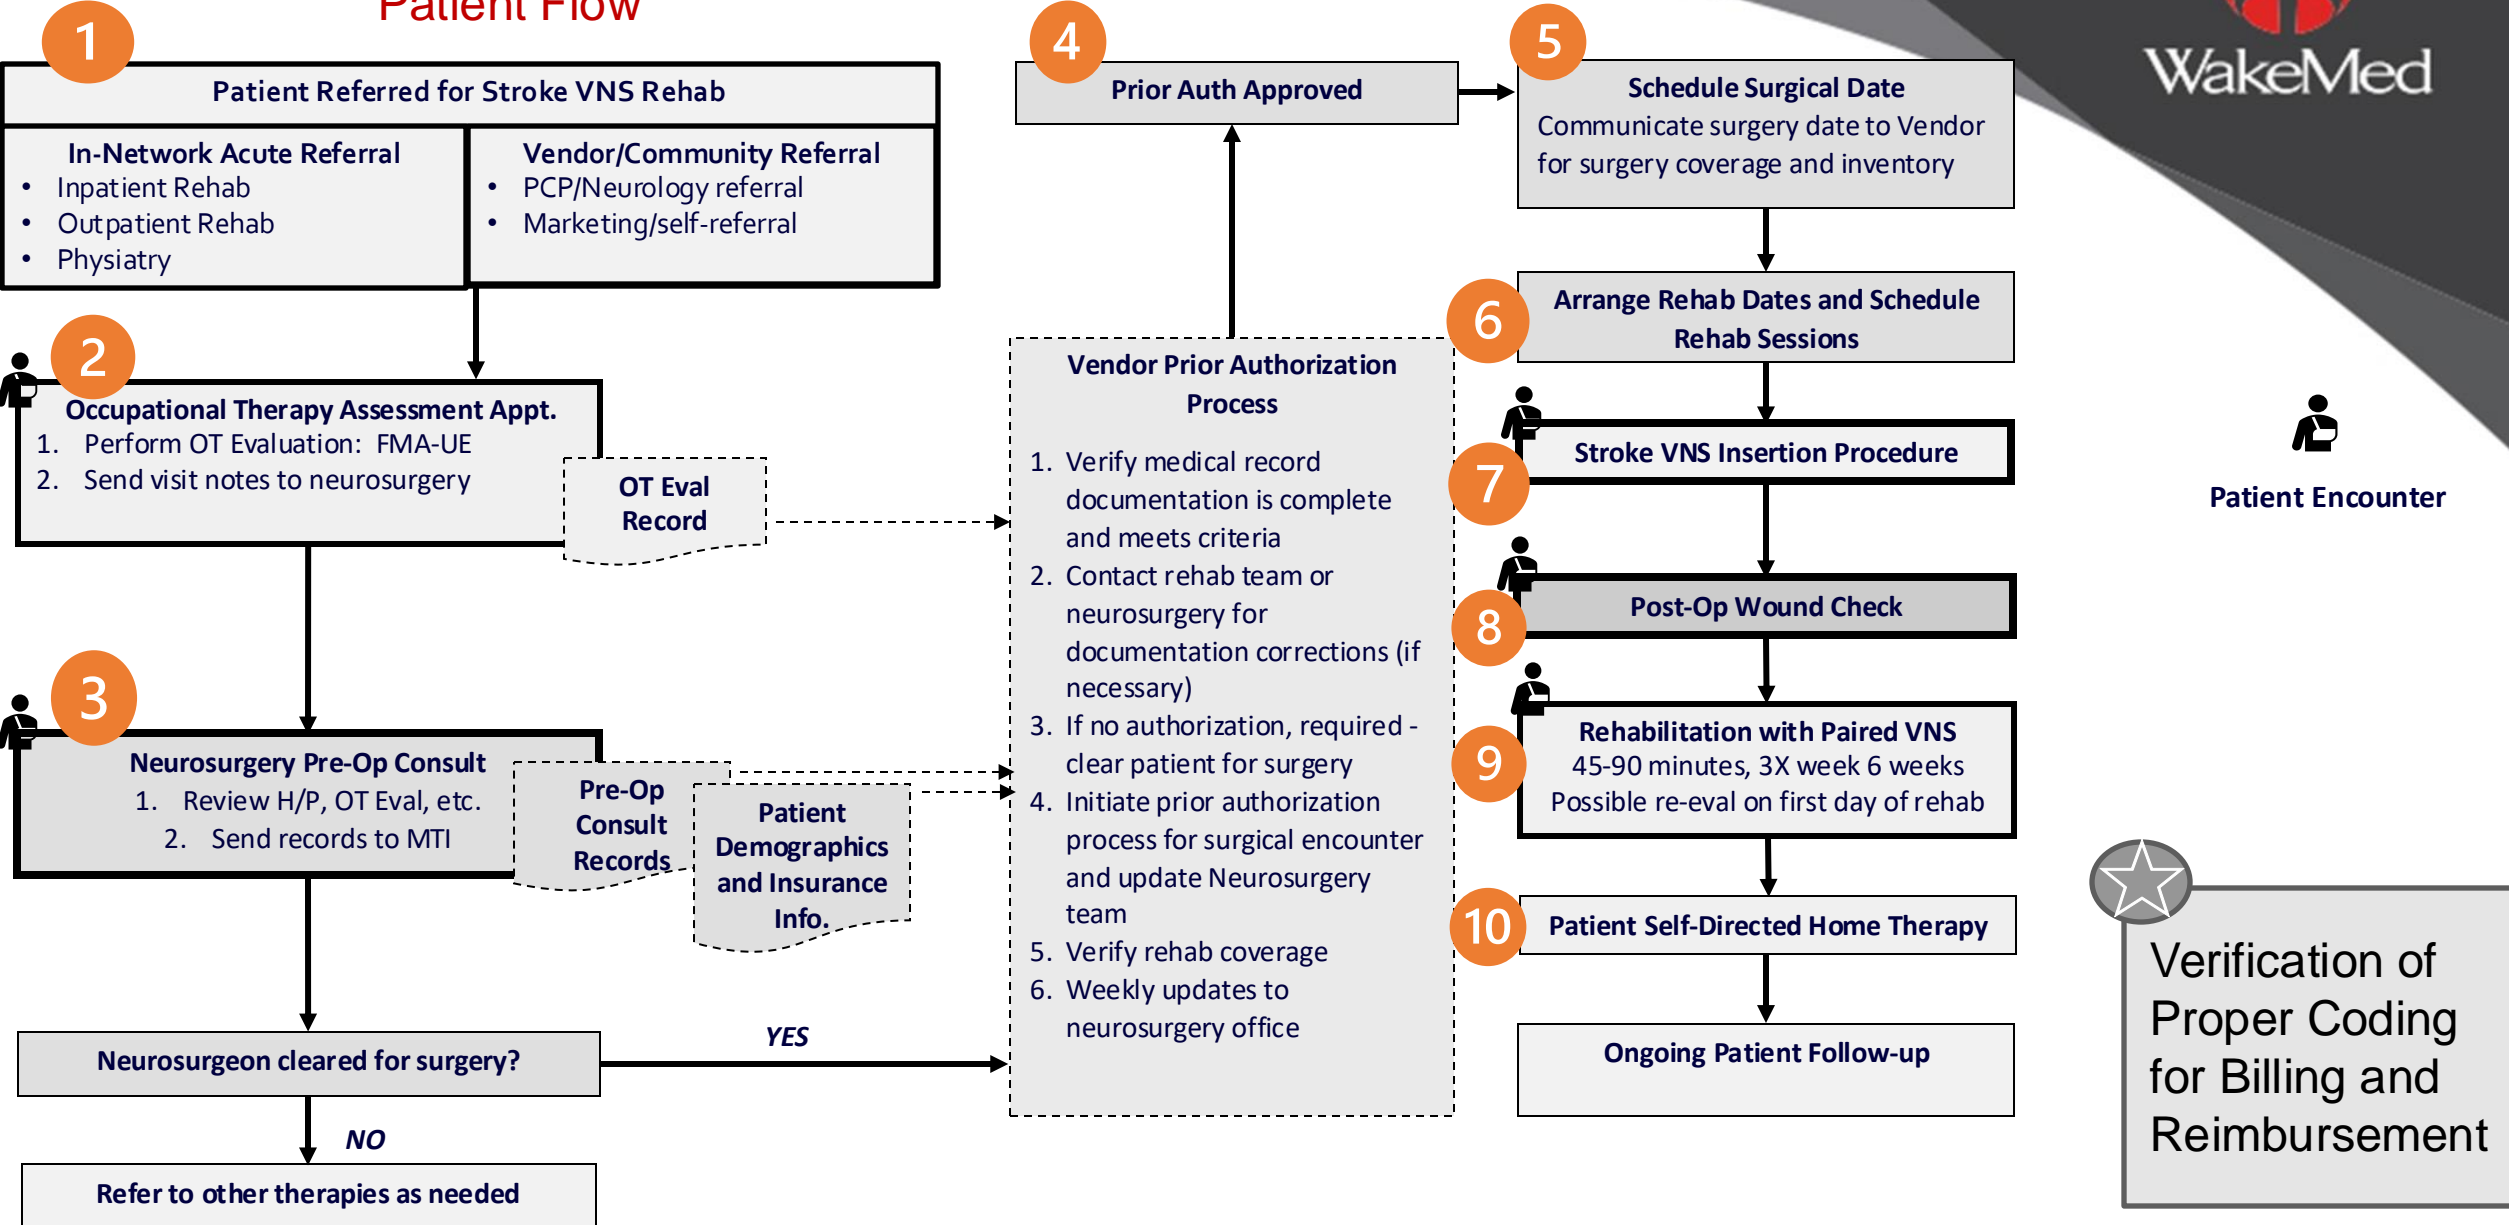 Patient Flow
WakeMed
1
Patient Referred for Stroke VNS Rehab
In-Network Acute Referral
• Inpatient Rehab
• Outpatient Rehab
• Physiatry
Vendor/Community Referral
• PCP/Neurology referral
• Marketing/self-referral
2
Occupational Therapy Assessment Appt.
1. Perform OT Evaluation: FMA-UE
2. Send visit notes to neurosurgery
OT Eval
Record
3
Neurosurgery Pre-Op Consult
1. Review H/P, OT Eval, etc.
2. Send records to MTI
Pre-Op
Consult
Records
Patient
Demographics
and Insurance
Info.
Neurosurgeon cleared for surgery?
YES
NO
Refer to other therapies as needed
Vendor Prior Authorization
Process
1. Verify medical record
documentation is complete
and meets criteria
2. Contact rehab team or
neurosurgery for
documentation corrections (if
necessary)
3. If no authorization, required -
clear patient for surgery
4. Initiate prior authorization
process for surgical encounter
and update Neurosurgery
team
5. Verify rehab coverage
6. Weekly updates to
neurosurgery office
4
Prior Auth Approved
5
Schedule Surgical Date
Communicate surgery date to Vendor
for surgery coverage and inventory
6
Arrange Rehab Dates and Schedule
Rehab Sessions
7
Stroke VNS Insertion Procedure
8
Post-Op Wound Check
9
Rehabilitation with Paired VNS
45-90 minutes, 3X week 6 weeks
Possible re-eval on first day of rehab
10
Patient Self-Directed Home Therapy
Ongoing Patient Follow-up
Patient Encounter
Verification of
Proper Coding
for Billing and
Reimbursement